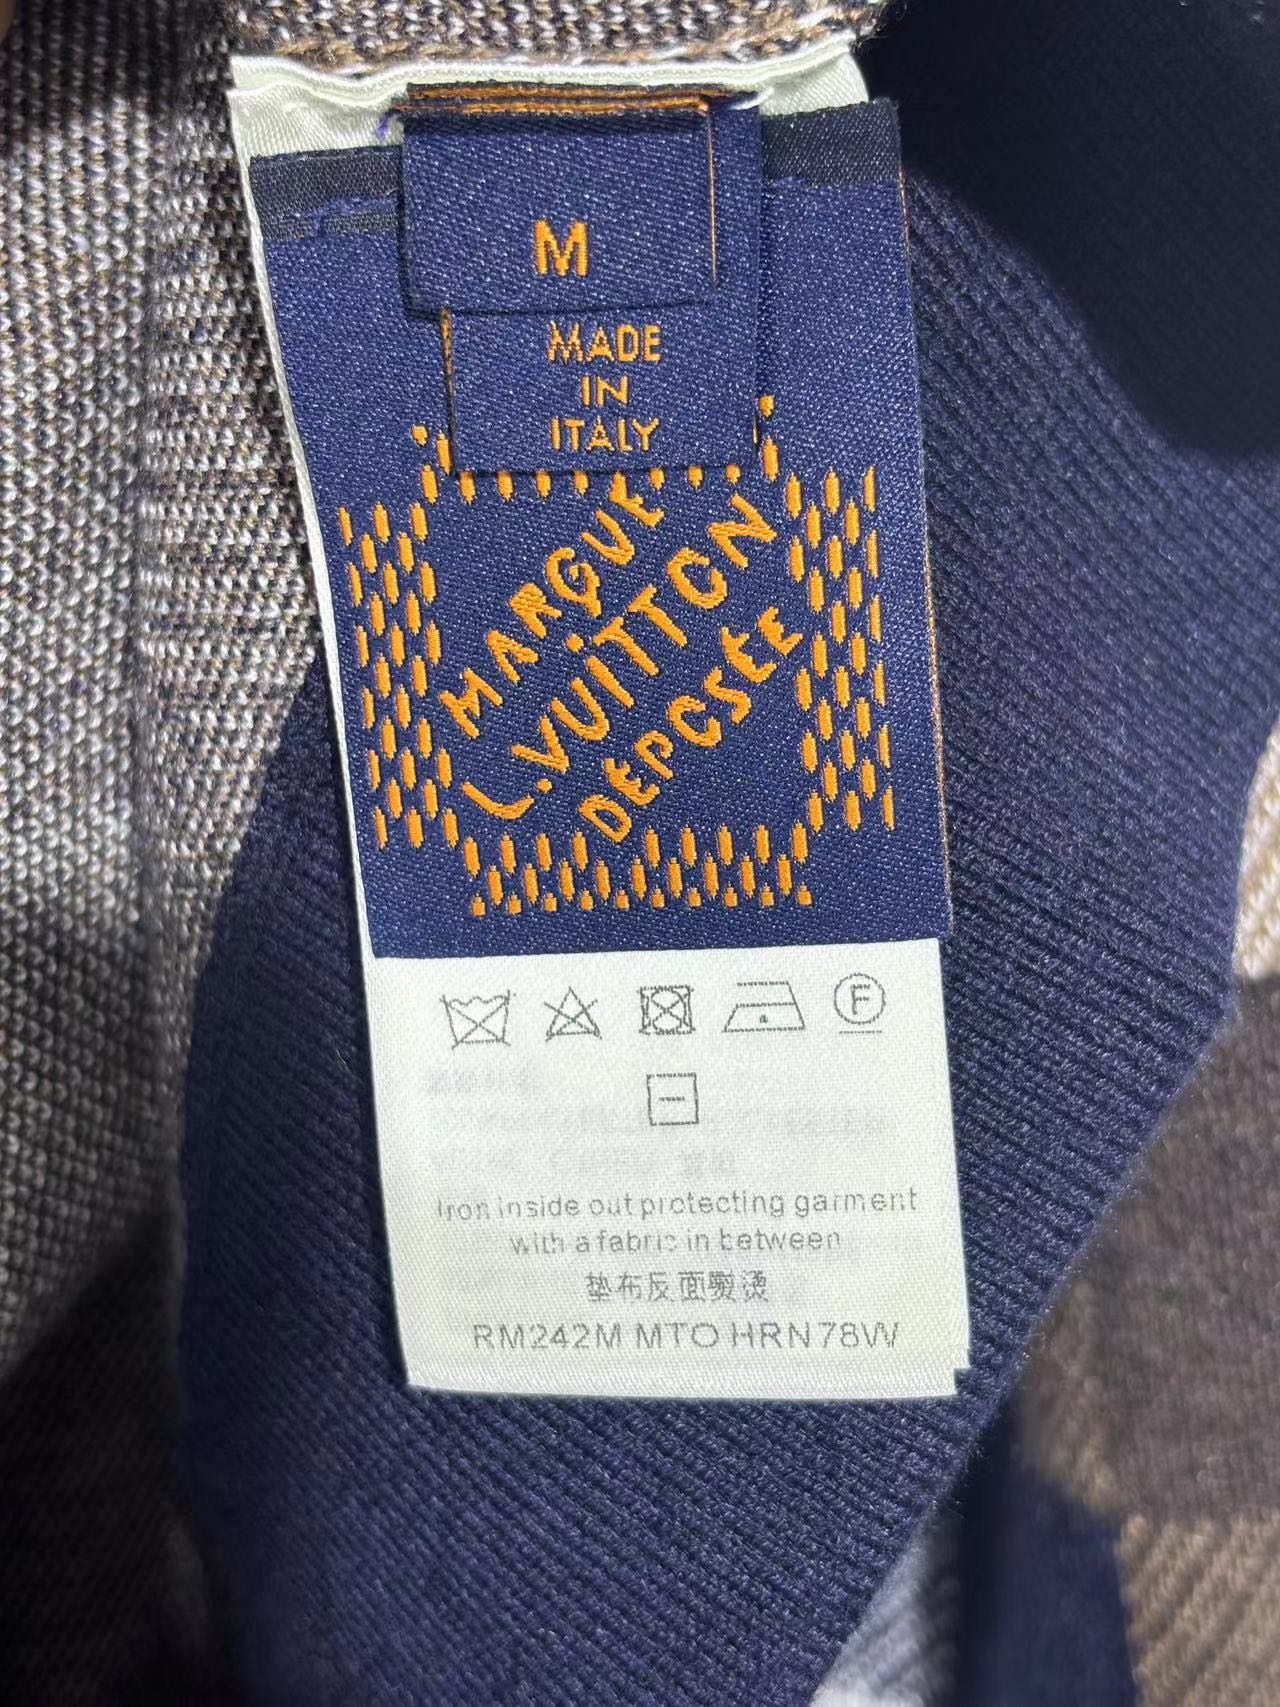 M
MADE
IN
ITALY
MARQUE
L.VUITTON
DEPOSEE
F
Iron inside out protecting garment
with a fabric in between
垫布反面熨烫
RM242M MTO HRN78W